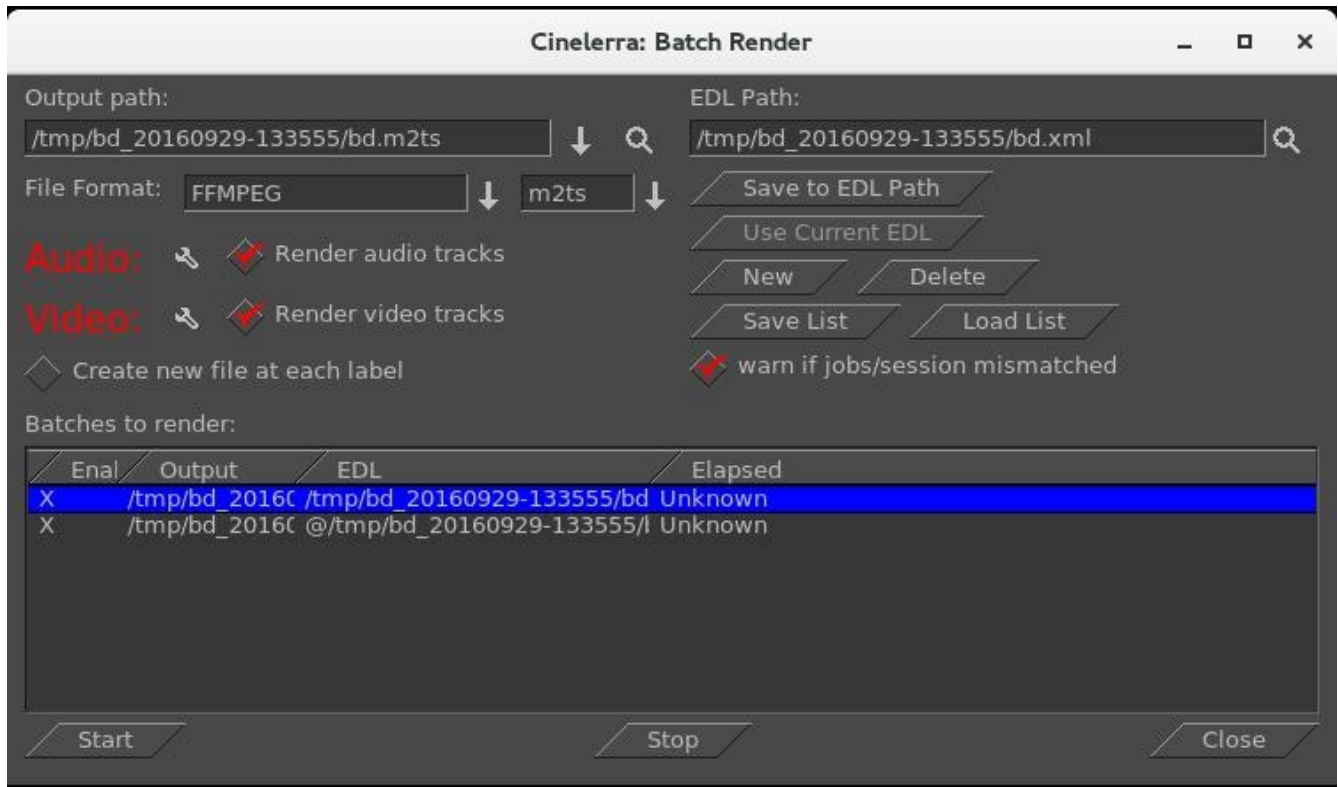 Cinelerra: Batch Render
Output path:
/tmp/bd_20160929-133555/bd.m2ts
File Format: FFMPEG m2ts
Audio: Render audio tracks
Video: Render video tracks
Create new file at each label
EDL Path:
/tmp/bd_20160929-133555/bd.xml
Save to EDL Path
Use Current EDL
New Delete
Save List Load List
warn if jobs/session mismatched
Batches to render:
Enal Output EDL Elapsed
X /tmp/bd_2016 /tmp/bd_20160929-133555/bd Unknown
X /tmp/bd_2016 @/tmp/bd_20160929-133555/ Unknown
Start Stop Close